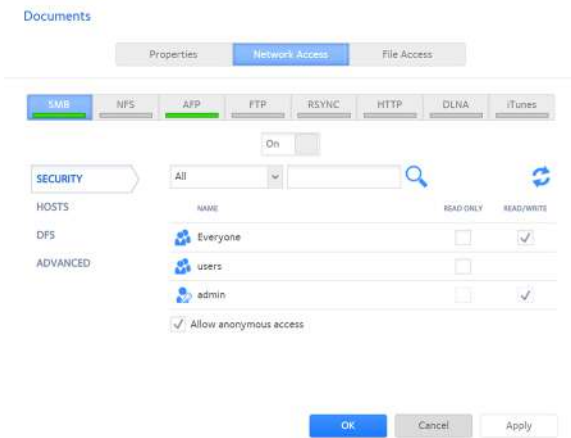 Documents
Properties Network Access File Access
SMB NFS AFP FTP RSYNC HTTP DLNA iTunes
On
SECURITY All
HOSTS NAME READ ONLY READ/WRITE
DFS Everyone
ADVANCED users
admin
Allow anonymous access
OK Cancel Apply